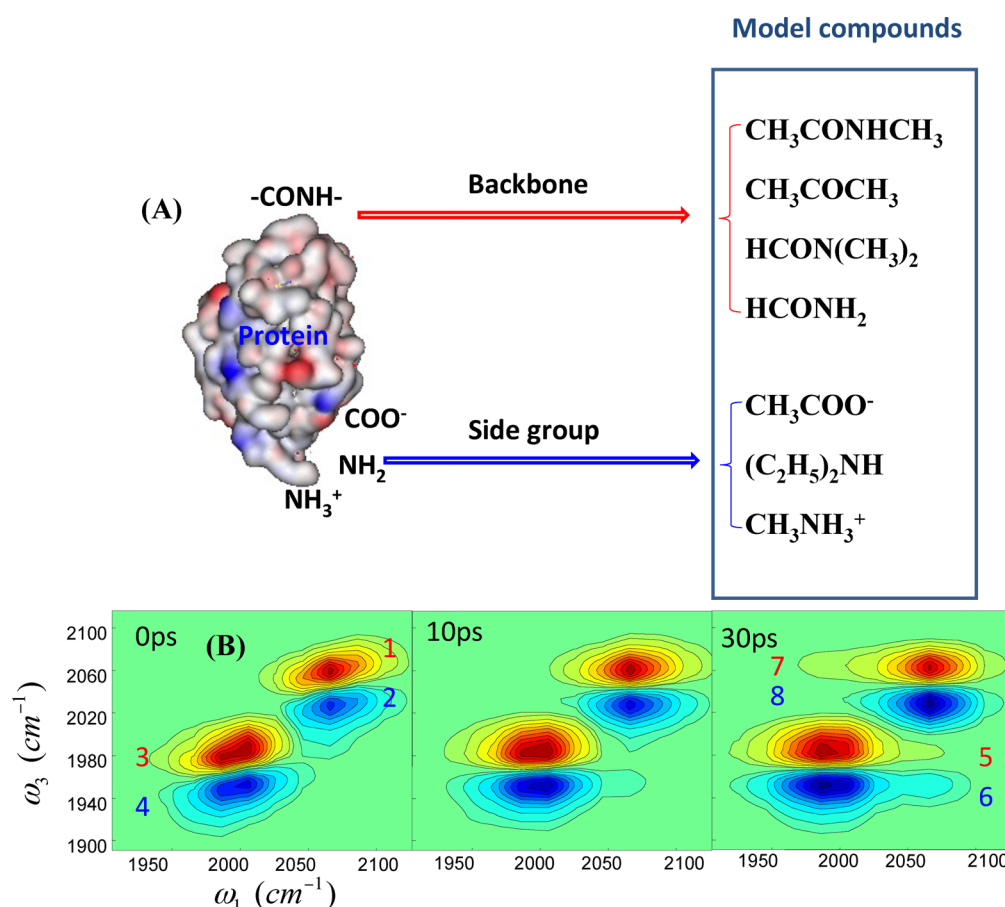 Model compounds
(A)
-CONH-
Backbone
CH₃CONHCH₃
CH₃COCH₃
HCON(CH₃)₂
HCONH₂
Protein
COO⁻
NH₂
NH₃⁺
Side group
CH₃COO⁻
(C₂H₅)₂NH
CH₃NH₃⁺
(B)
0ps
10ps
30ps
1
2
3
4
7
8
5
6
2100
2060
2020
1980
1940
1900
ω₃ (cm⁻¹)
1950 2000 2050 2100
1950 2000 2050 2100
1950 2000 2050 2100
ω₁ (cm⁻¹)